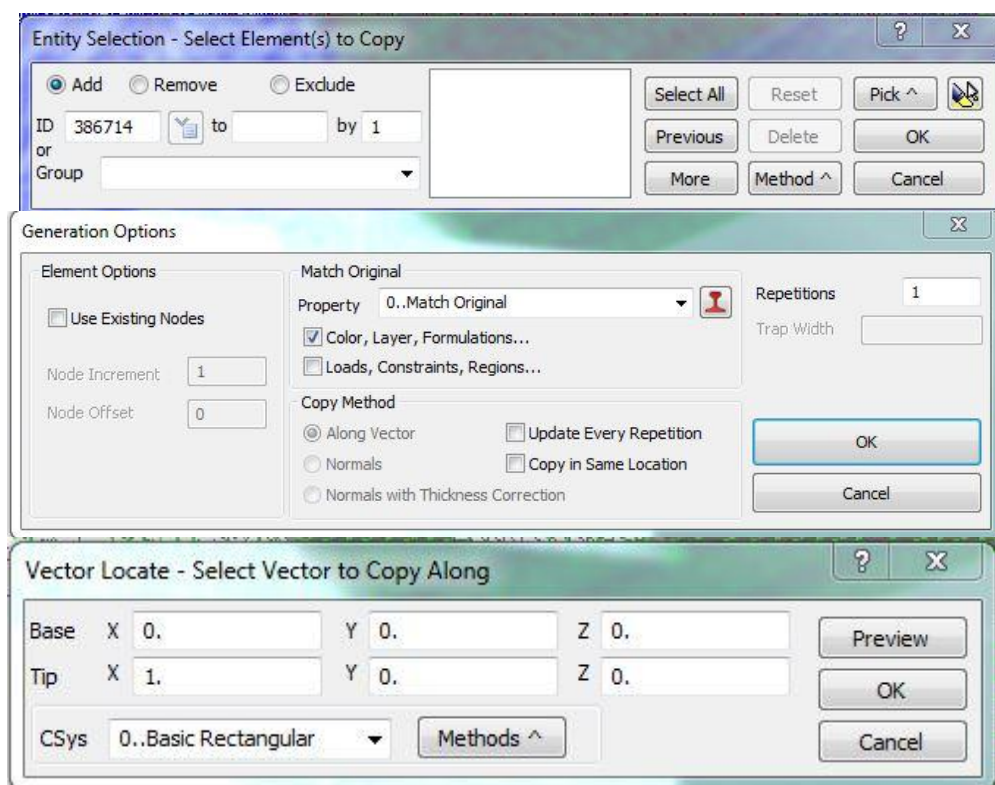 Entity Selection - Select Element(s) to Copy
? X
Add Remove Exclude
Select All Reset Pick ^
ID 386714 to by 1
Previous Delete OK
or
Group
More Method ^ Cancel
Generation Options
Element Options
Use Existing Nodes
Node Increment 1
Node Offset 0
Match Original
Property 0..Match Original
Color, Layer, Formulations...
Loads, Constraints, Regions...
Copy Method
Along Vector Update Every Repetition
Normals Copy in Same Location
Normals with Thickness Correction
Repetitions 1
Trap Width
OK
Cancel
Vector Locate - Select Vector to Copy Along
?
Base X 0. Y 0. Z 0.
Preview
Tip X 1. Y 0. Z 0.
OK
CSys 0..Basic Rectangular Methods ^
Cancel